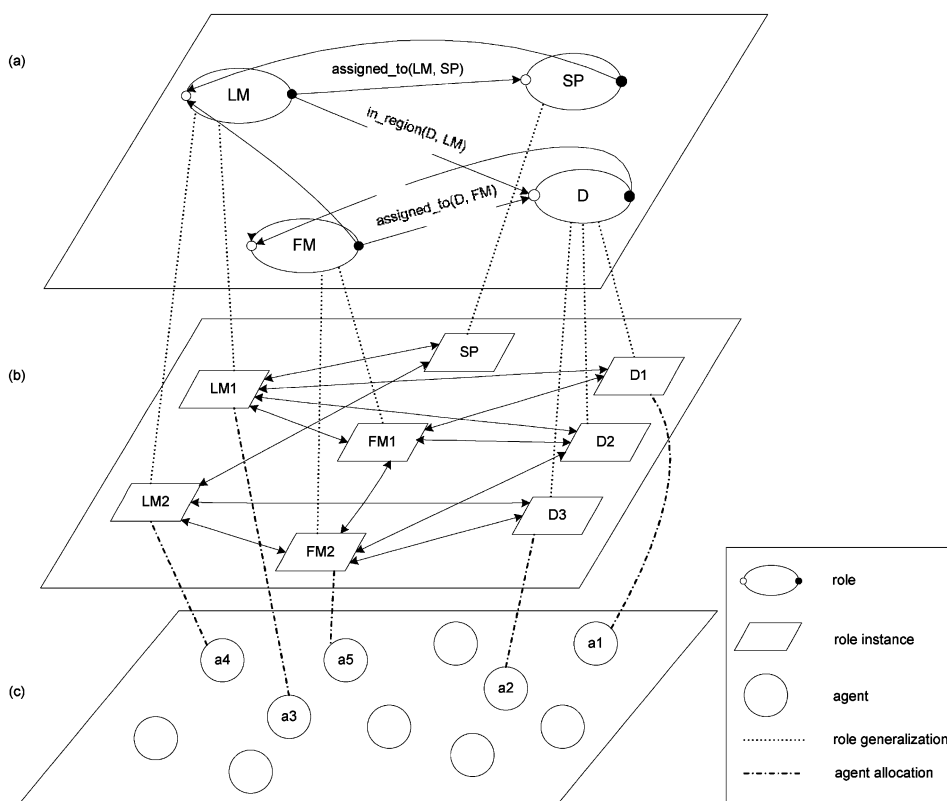 (a)
LM
assigned_to(LM, SP)
SP
in_region(D, LM)
assigned_to(D, FM)
D
FM
(b)
SP
LM1
D1
FM1
D2
LM2
D3
FM2
(c)
a4
a5
a1
a2
a3
role
role instance
agent
role generalization
agent allocation